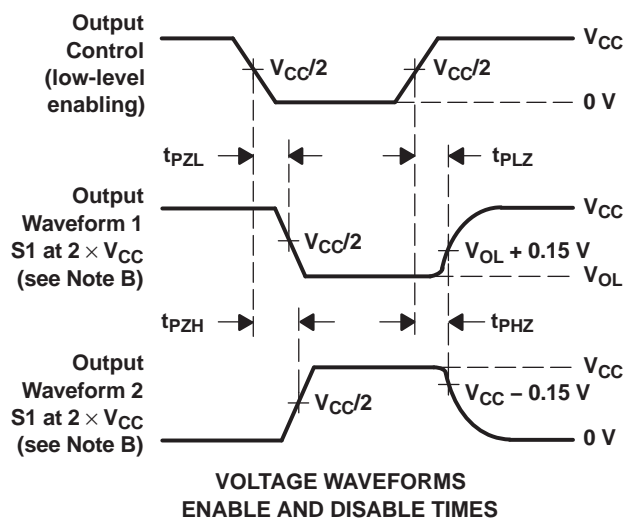 Output
Control
(low-level
enabling)
V_CC/2
V_CC/2
V_CC
0 V
t_PZL
t_PLZ
Output
Waveform 1
S1 at 2 × V_CC
(see Note B)
V_CC/2
V_CC
V_OL + 0.15 V
V_OL
t_PZH
t_PHZ
Output
Waveform 2
S1 at 2 × V_CC
(see Note B)
V_CC/2
V_CC
V_CC − 0.15 V
0 V
VOLTAGE WAVEFORMS
ENABLE AND DISABLE TIMES